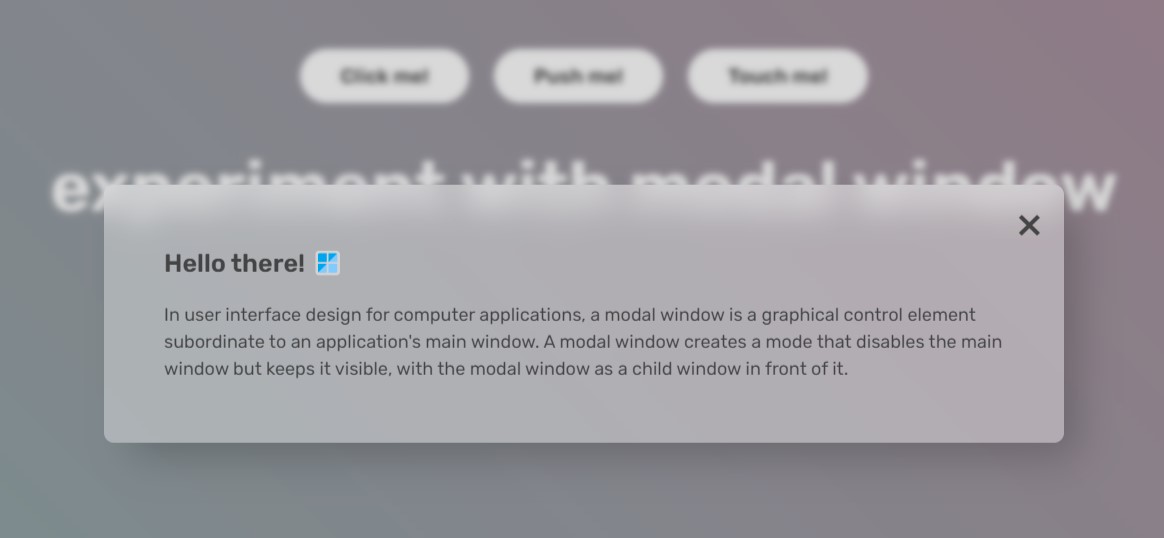 Click me! Push me! Touch me!
experiment with modal window
Hello there! 🪟
In user interface design for computer applications, a modal window is a graphical control element
subordinate to an application's main window. A modal window creates a mode that disables the main
window but keeps it visible, with the modal window as a child window in front of it.